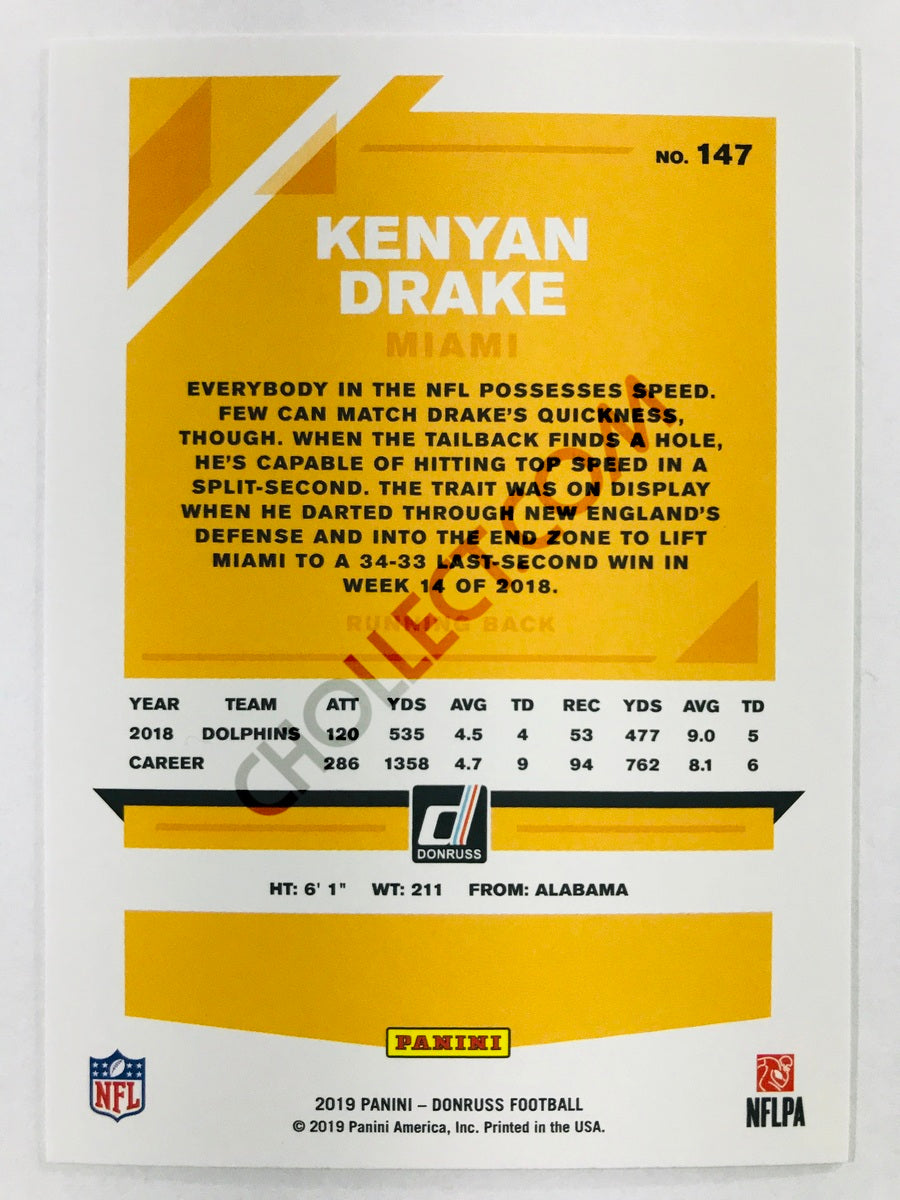 NO. 147
KENYAN
DRAKE
MIAMI
EVERYBODY IN THE NFL POSSESSES SPEED.
FEW CAN MATCH DRAKE'S QUICKNESS,
THOUGH. WHEN THE TAILBACK FINDS A HOLE,
HE'S CAPABLE OF HITTING TOP SPEED IN A
SPLIT-SECOND. THE TRAIT WAS ON DISPLAY
WHEN HE DARTED THROUGH NEW ENGLAND'S
DEFENSE AND INTO THE END ZONE TO LIFT
MIAMI TO A 34-33 LAST-SECOND WIN IN
WEEK 14 OF 2018.
RUNNING BACK
CHOLLECT.COM
YEAR TEAM ATT YDS AVG TD REC YDS AVG TD
2018 DOLPHINS 120 535 4.5 4 53 477 9.0 5
CAREER 286 1358 4.7 9 94 762 8.1 6
d
DONRUSS
HT: 6' 1" WT: 211 FROM: ALABAMA
PANINI
NFL
NFLPA
2019 PANINI – DONRUSS FOOTBALL
© 2019 Panini America, Inc. Printed in the USA.